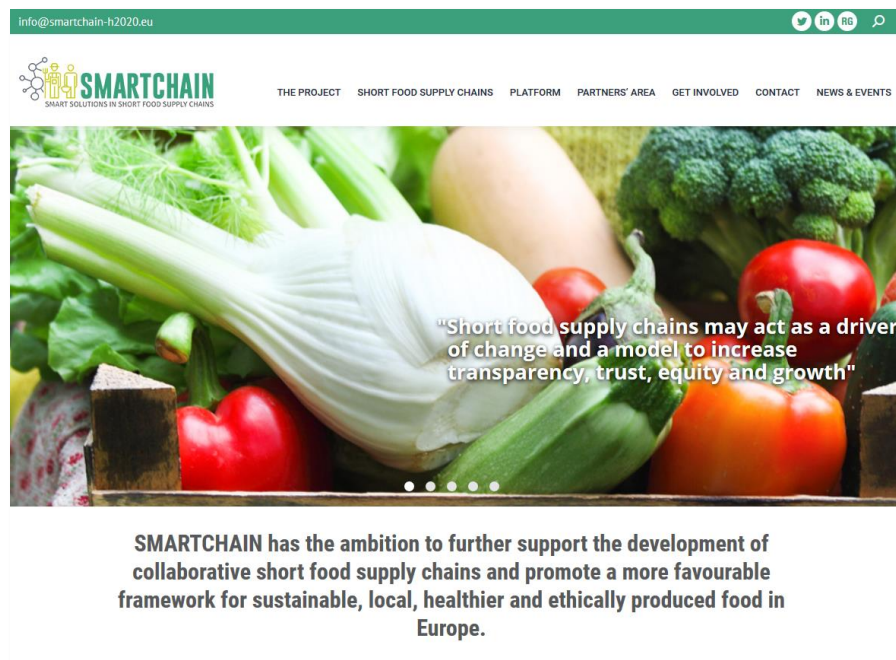 info@smartchain-h2020.eu
RG
SMARTCHAIN
SMART SOLUTIONS IN SHORT FOOD SUPPLY CHAINS
THE PROJECT SHORT FOOD SUPPLY CHAINS PLATFORM PARTNERS' AREA GET INVOLVED CONTACT NEWS & EVENTS
"Short food supply chains may act as a driver
of change and a model to increase
transparency, trust, equity and growth"
SMARTCHAIN has the ambition to further support the development of
collaborative short food supply chains and promote a more favourable
framework for sustainable, local, healthier and ethically produced food in
Europe.